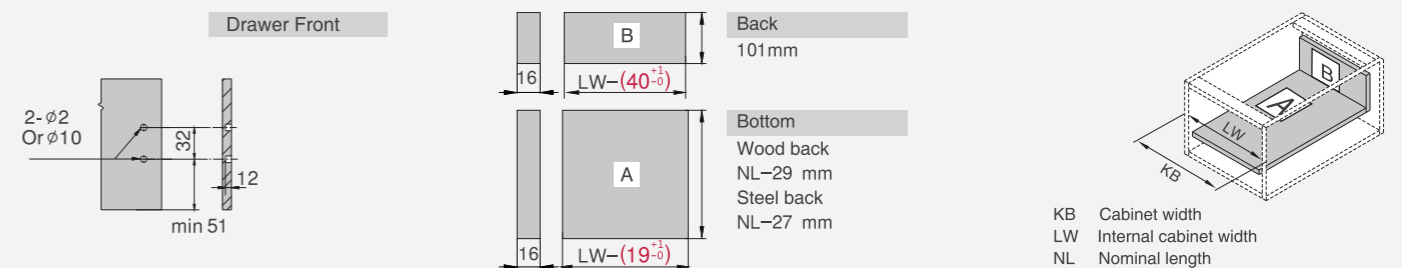 Drawer Front
2-⌀2
Or⌀10
32
12
min 51
B
16
LW–(40+1-0)
Back
101mm
A
16
LW–(19+1-0)
Bottom
Wood back
NL–29 mm
Steel back
NL–27 mm
B
A
LW
KB
KB Cabinet width
LW Internal cabinet width
NL Nominal length